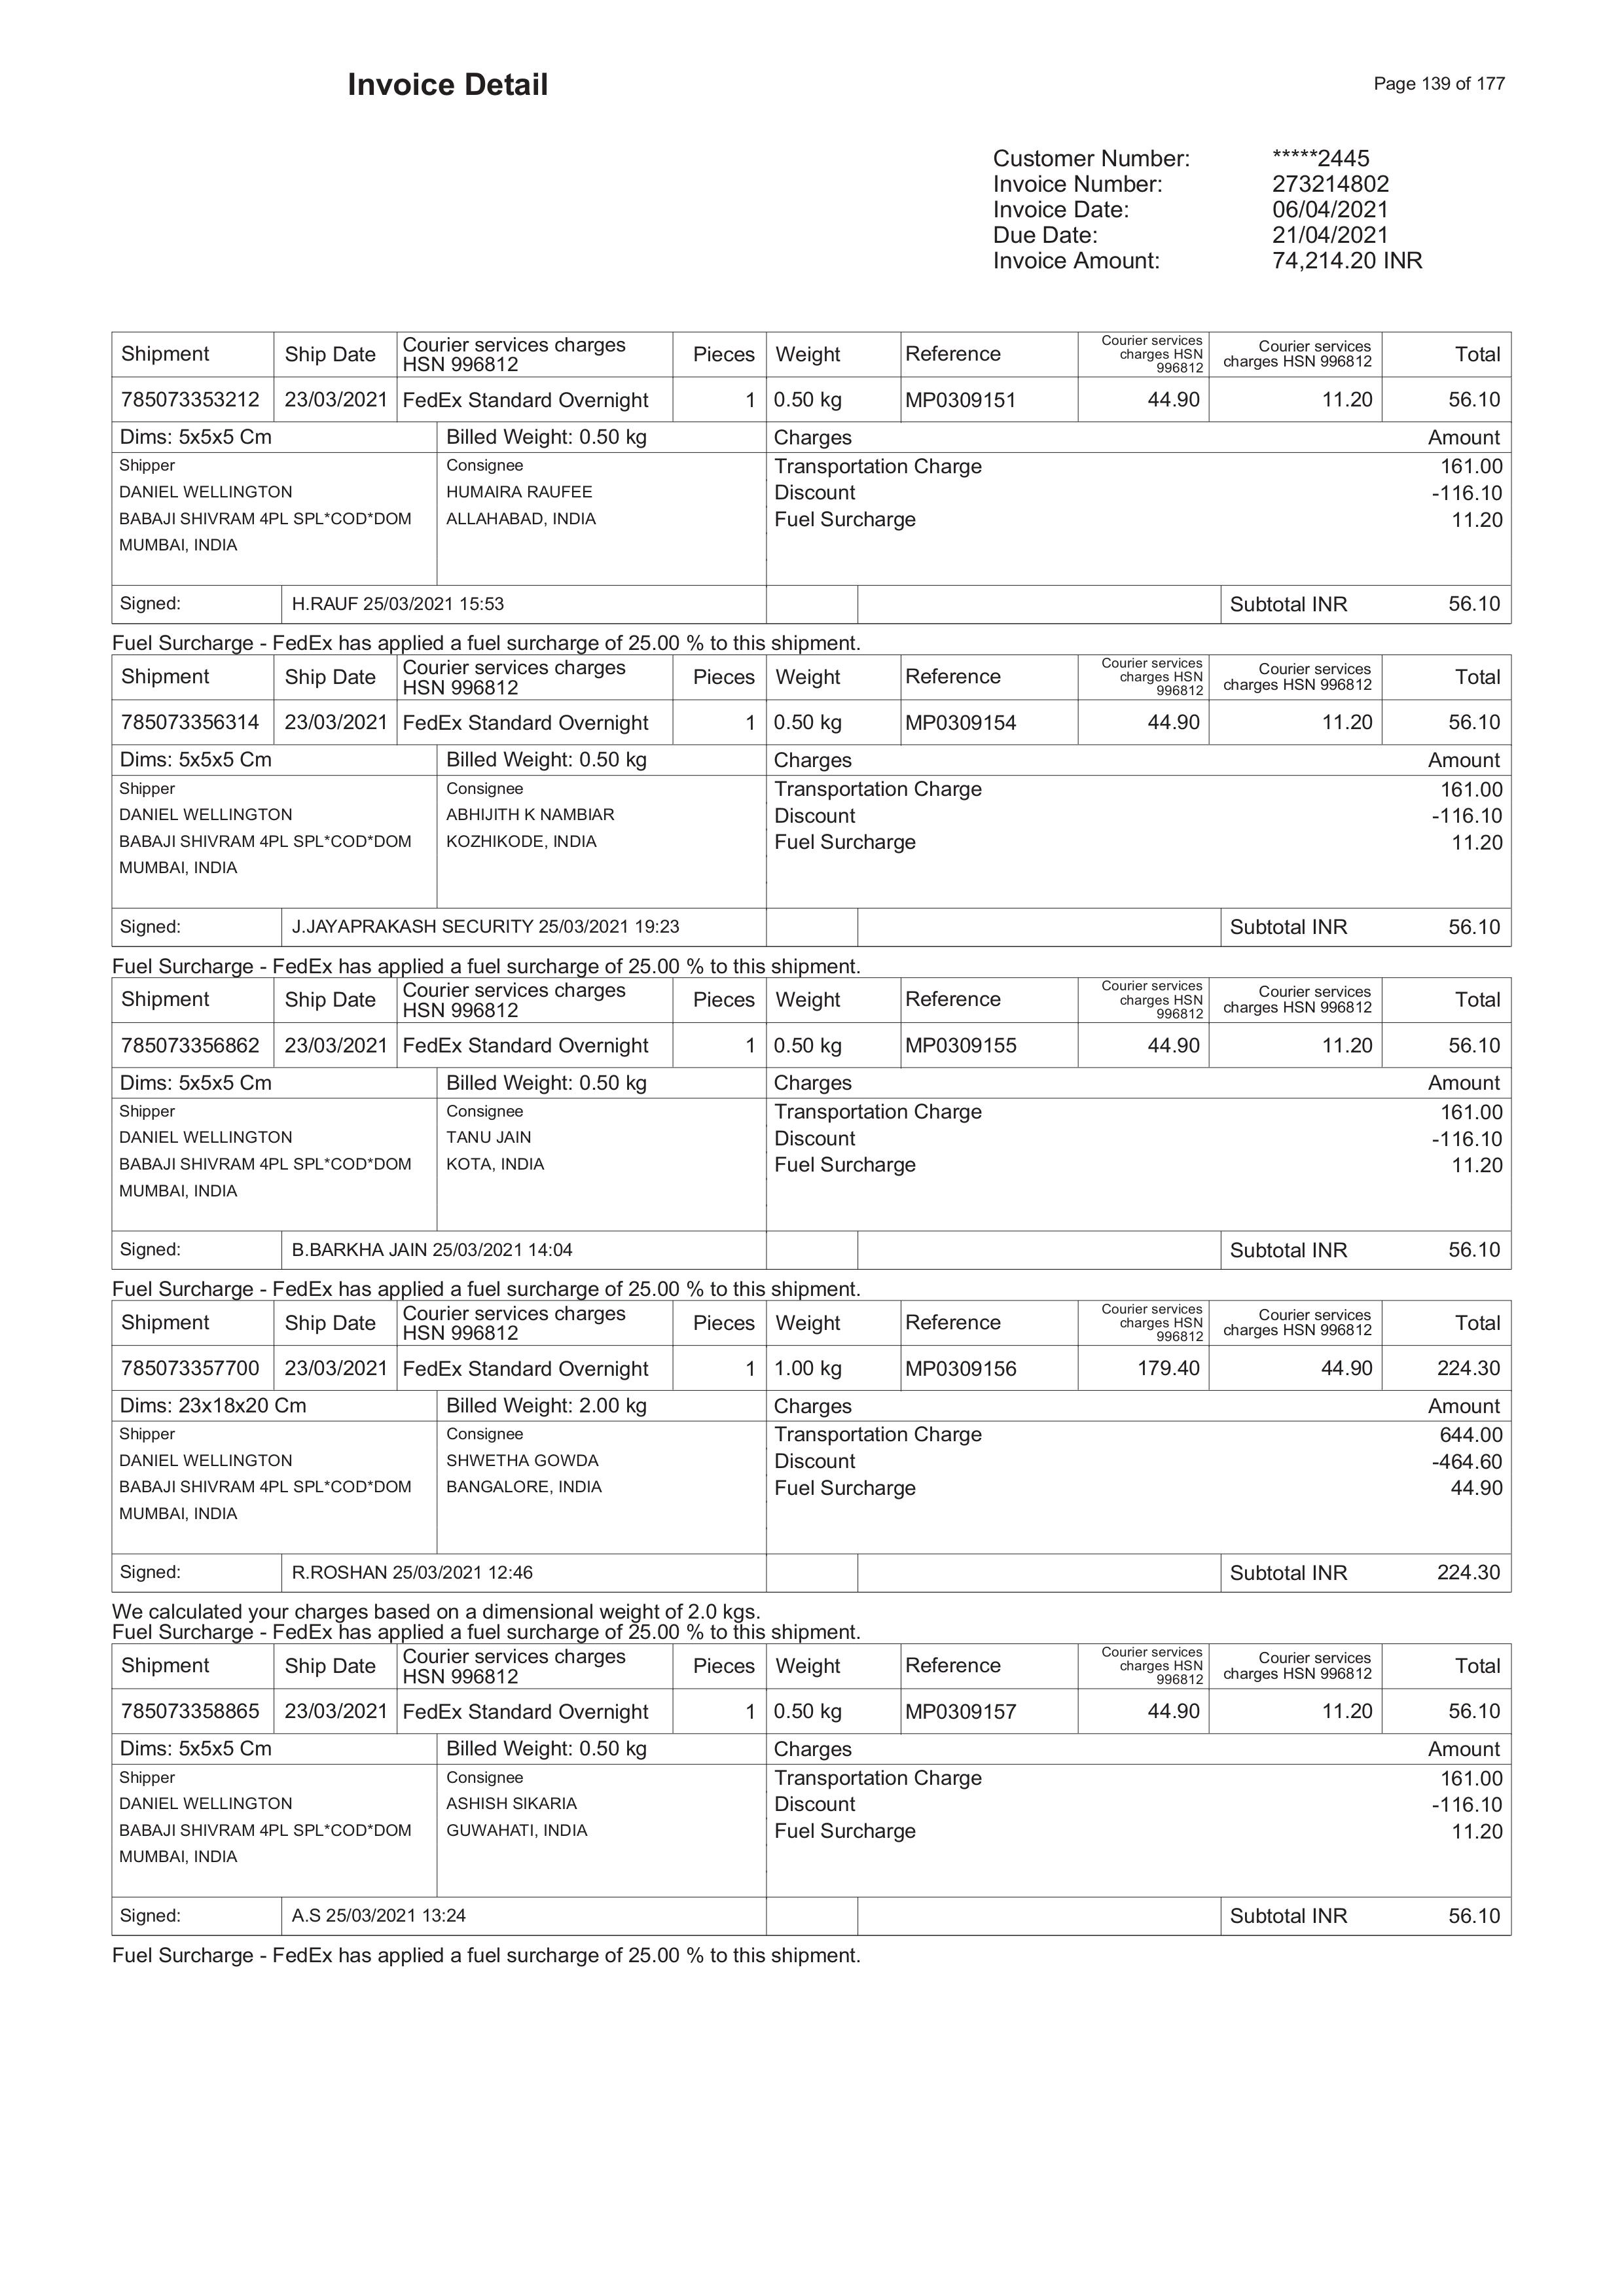 Invoice Detail
Page 139 of 177
Customer Number: *****2445
Invoice Number: 273214802
Invoice Date: 06/04/2021
Due Date: 21/04/2021
Invoice Amount: 74,214.20 INR
Shipment Ship Date Courier services charges HSN 996812 Pieces Weight Reference Courier services charges HSN 996812 Courier services charges HSN 996812 Total
785073353212 23/03/2021 FedEx Standard Overnight 1 0.50 kg MP0309151 44.90 11.20 56.10
Dims: 5x5x5 Cm Billed Weight: 0.50 kg Charges Amount
Shipper Consignee Transportation Charge 161.00
DANIEL WELLINGTON HUMAIRA RAUFEE Discount -116.10
BABAJI SHIVRAM 4PL SPL*COD*DOM ALLAHABAD, INDIA Fuel Surcharge 11.20
MUMBAI, INDIA
Signed: H.RAUF 25/03/2021 15:53 Subtotal INR 56.10
Fuel Surcharge - FedEx has applied a fuel surcharge of 25.00 % to this shipment.
Shipment Ship Date Courier services charges HSN 996812 Pieces Weight Reference Courier services charges HSN 996812 Courier services charges HSN 996812 Total
785073356314 23/03/2021 FedEx Standard Overnight 1 0.50 kg MP0309154 44.90 11.20 56.10
Dims: 5x5x5 Cm Billed Weight: 0.50 kg Charges Amount
Shipper Consignee Transportation Charge 161.00
DANIEL WELLINGTON ABHIJITH K NAMBIAR Discount -116.10
BABAJI SHIVRAM 4PL SPL*COD*DOM KOZHIKODE, INDIA Fuel Surcharge 11.20
MUMBAI, INDIA
Signed: J.JAYAPRAKASH SECURITY 25/03/2021 19:23 Subtotal INR 56.10
Fuel Surcharge - FedEx has applied a fuel surcharge of 25.00 % to this shipment.
Shipment Ship Date Courier services charges HSN 996812 Pieces Weight Reference Courier services charges HSN 996812 Courier services charges HSN 996812 Total
785073356862 23/03/2021 FedEx Standard Overnight 1 0.50 kg MP0309155 44.90 11.20 56.10
Dims: 5x5x5 Cm Billed Weight: 0.50 kg Charges Amount
Shipper Consignee Transportation Charge 161.00
DANIEL WELLINGTON TANU JAIN Discount -116.10
BABAJI SHIVRAM 4PL SPL*COD*DOM KOTA, INDIA Fuel Surcharge 11.20
MUMBAI, INDIA
Signed: B.BARKHA JAIN 25/03/2021 14:04 Subtotal INR 56.10
Fuel Surcharge - FedEx has applied a fuel surcharge of 25.00 % to this shipment.
Shipment Ship Date Courier services charges HSN 996812 Pieces Weight Reference Courier services charges HSN 996812 Courier services charges HSN 996812 Total
785073357700 23/03/2021 FedEx Standard Overnight 1 1.00 kg MP0309156 179.40 44.90 224.30
Dims: 23x18x20 Cm Billed Weight: 2.00 kg Charges Amount
Shipper Consignee Transportation Charge 644.00
DANIEL WELLINGTON SHWETHA GOWDA Discount -464.60
BABAJI SHIVRAM 4PL SPL*COD*DOM BANGALORE, INDIA Fuel Surcharge 44.90
MUMBAI, INDIA
Signed: R.ROSHAN 25/03/2021 12:46 Subtotal INR 224.30
We calculated your charges based on a dimensional weight of 2.0 kgs.
Fuel Surcharge - FedEx has applied a fuel surcharge of 25.00 % to this shipment.
Shipment Ship Date Courier services charges HSN 996812 Pieces Weight Reference Courier services charges HSN 996812 Courier services charges HSN 996812 Total
785073358865 23/03/2021 FedEx Standard Overnight 1 0.50 kg MP0309157 44.90 11.20 56.10
Dims: 5x5x5 Cm Billed Weight: 0.50 kg Charges Amount
Shipper Consignee Transportation Charge 161.00
DANIEL WELLINGTON ASHISH SIKARIA Discount -116.10
BABAJI SHIVRAM 4PL SPL*COD*DOM GUWAHATI, INDIA Fuel Surcharge 11.20
MUMBAI, INDIA
Signed: A.S 25/03/2021 13:24 Subtotal INR 56.10
Fuel Surcharge - FedEx has applied a fuel surcharge of 25.00 % to this shipment.